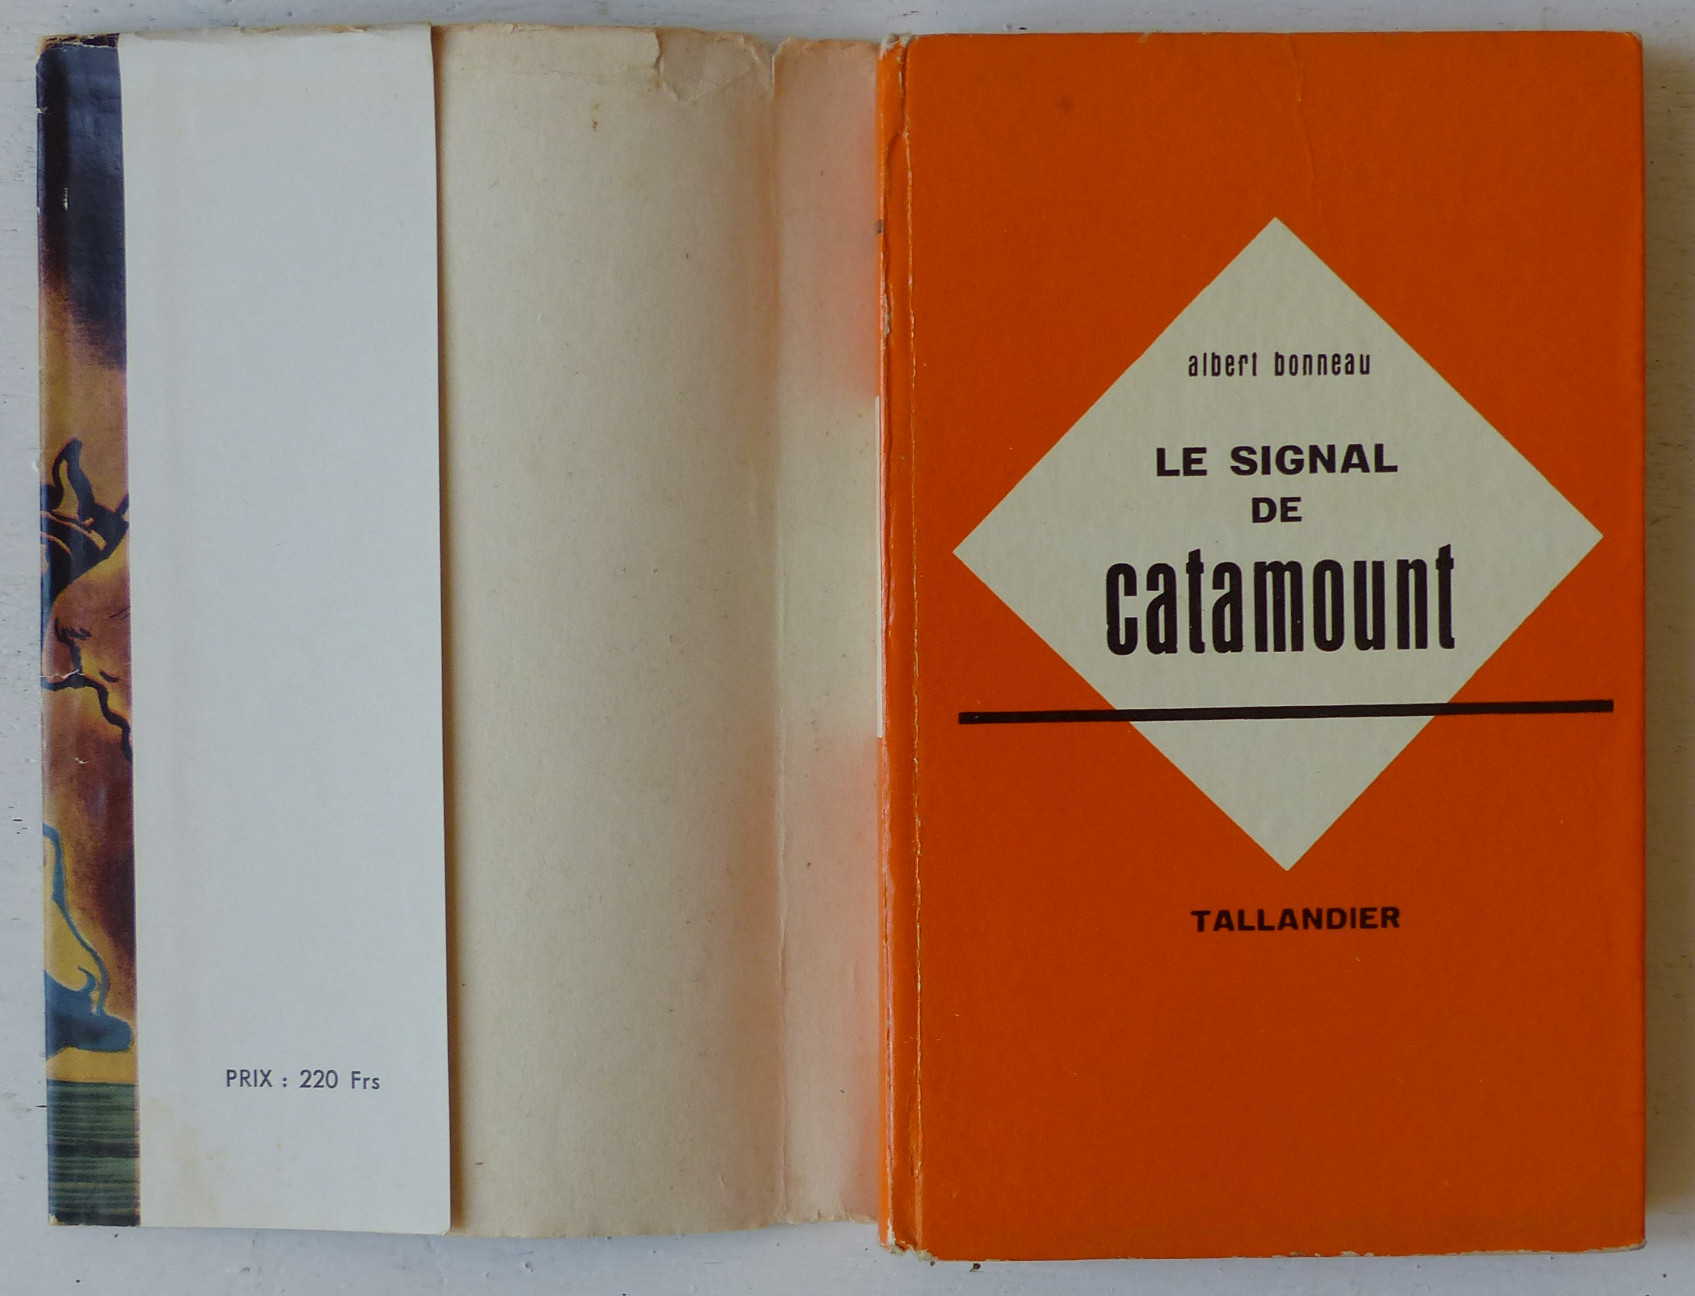 PRIX : 220 Frs
albert bonneau
LE SIGNAL
DE
catamount
TALLANDIER